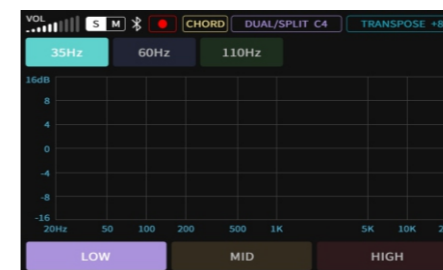 VOL S M CHORD DUAL/SPLIT C4 TRANSPOSE +8
35Hz 60Hz 110Hz
16dB
8
4
0
-4
-8
-16
20Hz 50 100 200 500 1K 5K 10K 2
LOW MID HIGH